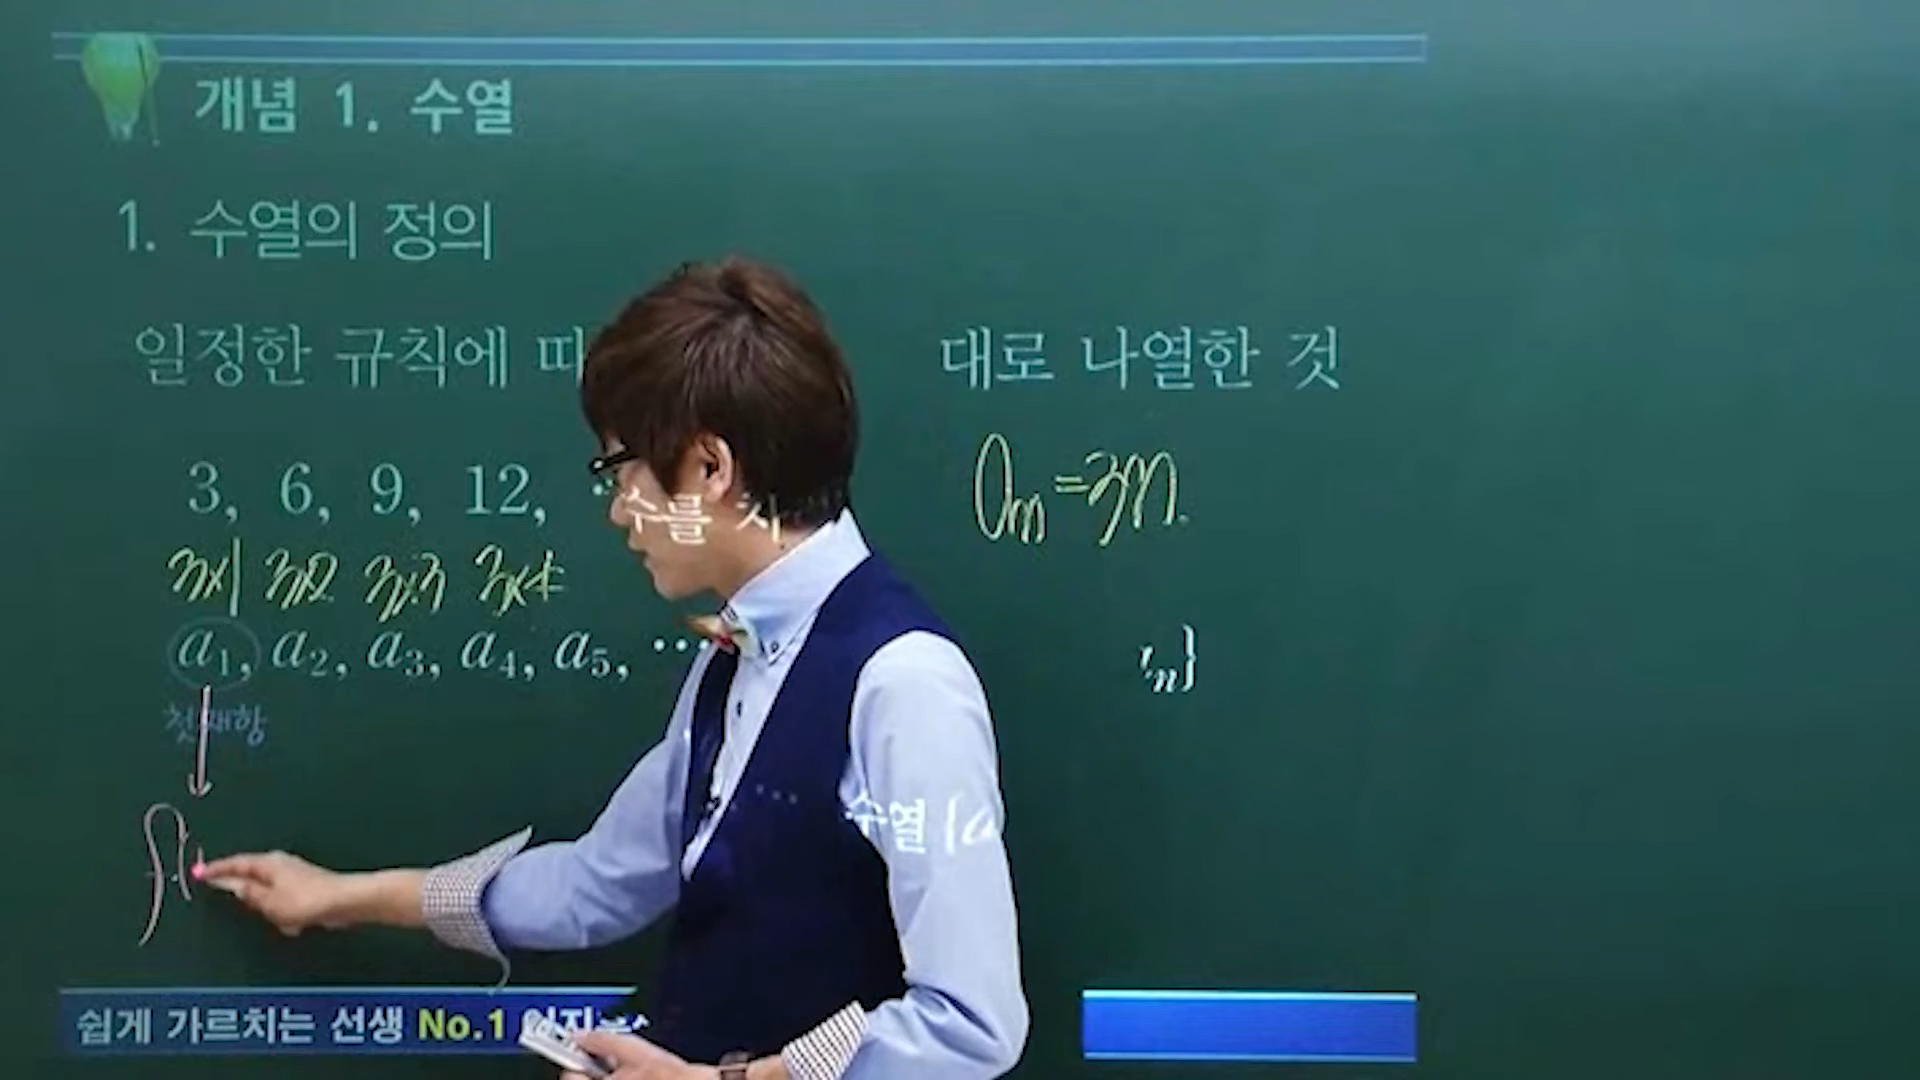 개념 1. 수열
1. 수열의 정의
일정한 규칙에 따 대로 나열한 것
3, 6, 9, 12, 수를 차
aₙ=3n.
3×1 3×2 3×3 3×4
a₁, a₂, a₃, a₄, a₅, ⋯ ₙ}
첫째항
수열 {a
쉽게 가르치는 선생 No.1